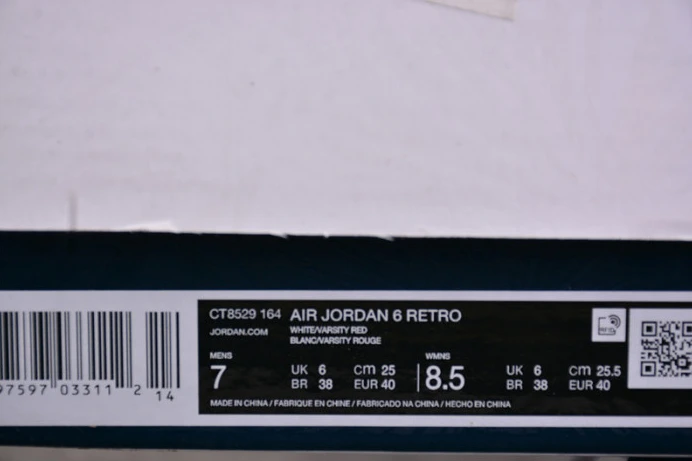 CT8529 164 AIR JORDAN 6 RETRO
JORDAN.COM
WHITE/VARSITY RED
BLANC/VARSITY ROUGE
MENS
7
UK 6 cm 25
BR 38 EUR 40
WMNS
8.5
UK 6 cm 25.5
BR 38 EUR 40
MADE IN CHINA / FABRIQUE EN CHINE / FABRICADO NA CHINA / HECHO EN CHINA
97597 03311 2
14